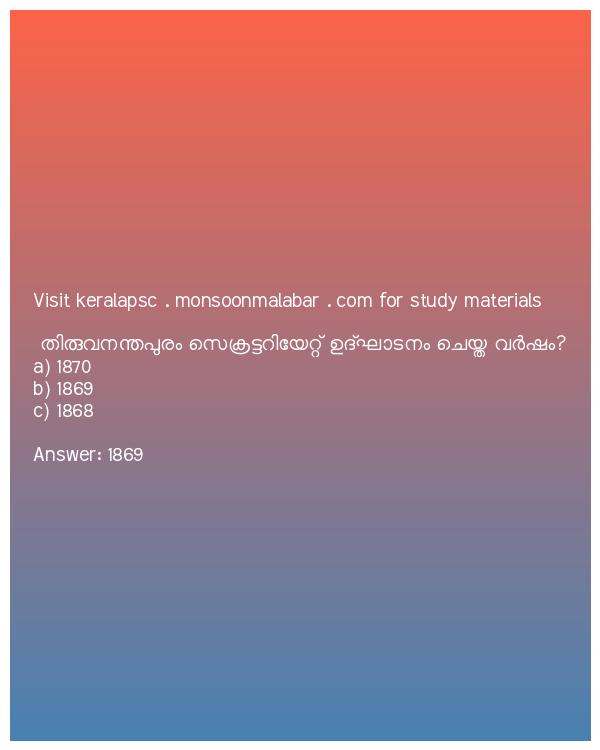 Visit keralapsc . monsoonmalabar . com for study materials
തിരുവനന്തപുരം സെക്രട്ടറിയേറ്റ് ഉദ്ഘാടനം ചെയ്ത വർഷം?
a) 1870
b) 1869
c) 1868
Answer: 1869